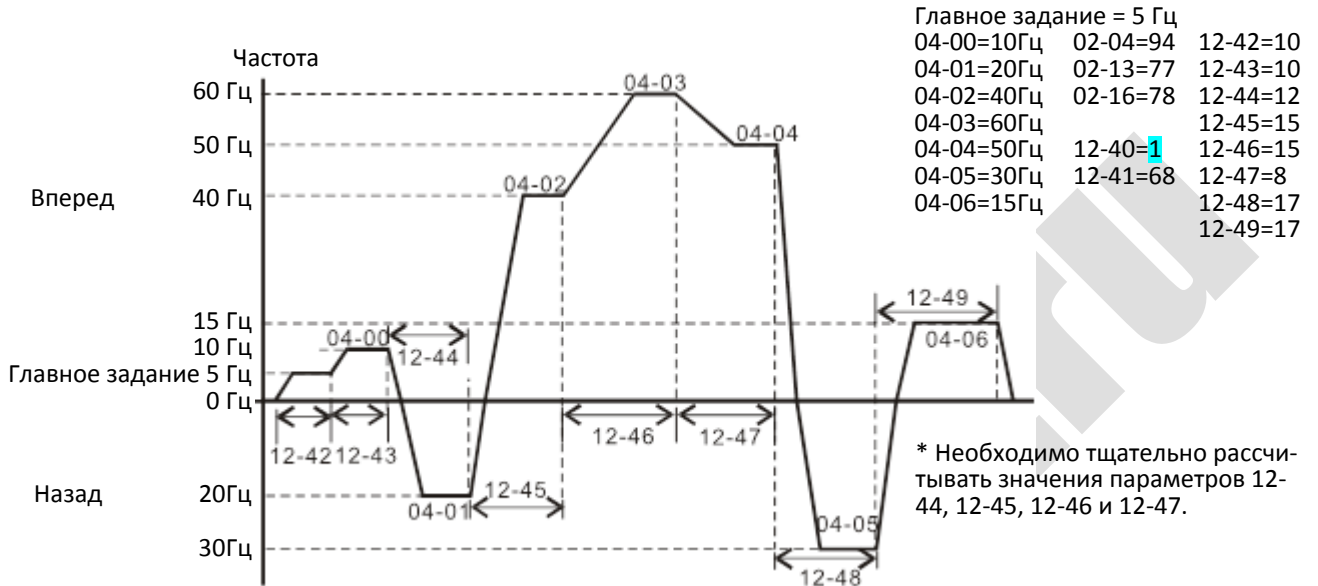 Главное задание = 5 Гц
04-00=10Гц 02-04=94 12-42=10
04-01=20Гц 02-13=77 12-43=10
04-02=40Гц 02-16=78 12-44=12
04-03=60Гц 12-45=15
04-04=50Гц 12-40=1 12-46=15
04-05=30Гц 12-41=68 12-47=8
04-06=15Гц 12-48=17
12-49=17
Частота
60 Гц
04-03
50 Гц
04-04
Вперед
40 Гц
04-02
15 Гц
12-49
10 Гц
04-00
12-44
04-06
Главное задание 5 Гц
0 Гц
12-42
12-43
12-46
12-47
* Необходимо тщательно рассчи-
тывать значения параметров 12-
44, 12-45, 12-46 и 12-47.
Назад
20Гц
04-01
12-45
04-05
30Гц
12-48